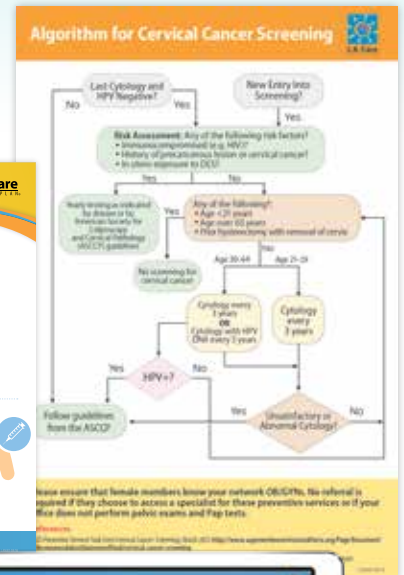 Algorithm for Cervical Cancer Screening
L.A. Care
Last Cytology and
HPV Negative?
New Entry Into
Screening?
No
Yes
Yes
Risk Assessment: Any of the following risk factors?
• Immunocompromised (e.g. HIV)?
• History of precancerous lesion or cervical cancer?
• In utero exposure to DES?
Yes
No
Yearly testing as indicated
by disease or by
American Society for
Colposcopy
and Cervical Pathology
(ASCCP) guidelines
Yes
Any of the following?:
• Age <21 years
• Age over 65 years
• Prior hysterectomy with removal of cervix
No screening for
cervical cancer
No
Age 30-64
Age 21-29
Cytology every
3 years
OR
Cytology with HPV
DNA every 5 years
Cytology
every
3 years
Yes
HPV+?
No
Follow guidelines
from the ASCCP
Yes
Unsatisfactory or
Abnormal Cytology?
No
ease ensure that female members know your network OB/GYNs. No referral is
equired if they choose to access a specialist for these preventive services or if your
ffice does not perform pelvic exams and Pap tests.
are